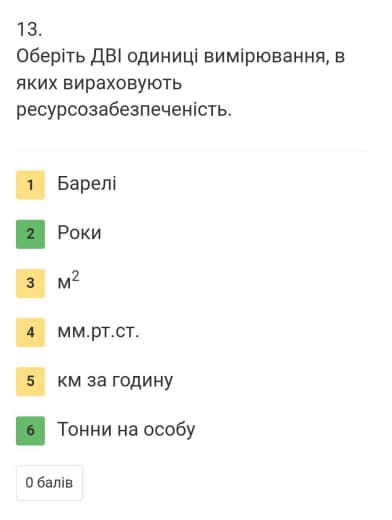 13.
Оберіть ДВІ одиниці вимірювання, в
яких вираховують
ресурсозабезпеченість.
1 Барелі
2 Роки
3 м²
4 мм.рт.ст.
5 км за годину
6 Тонни на особу
0 балів